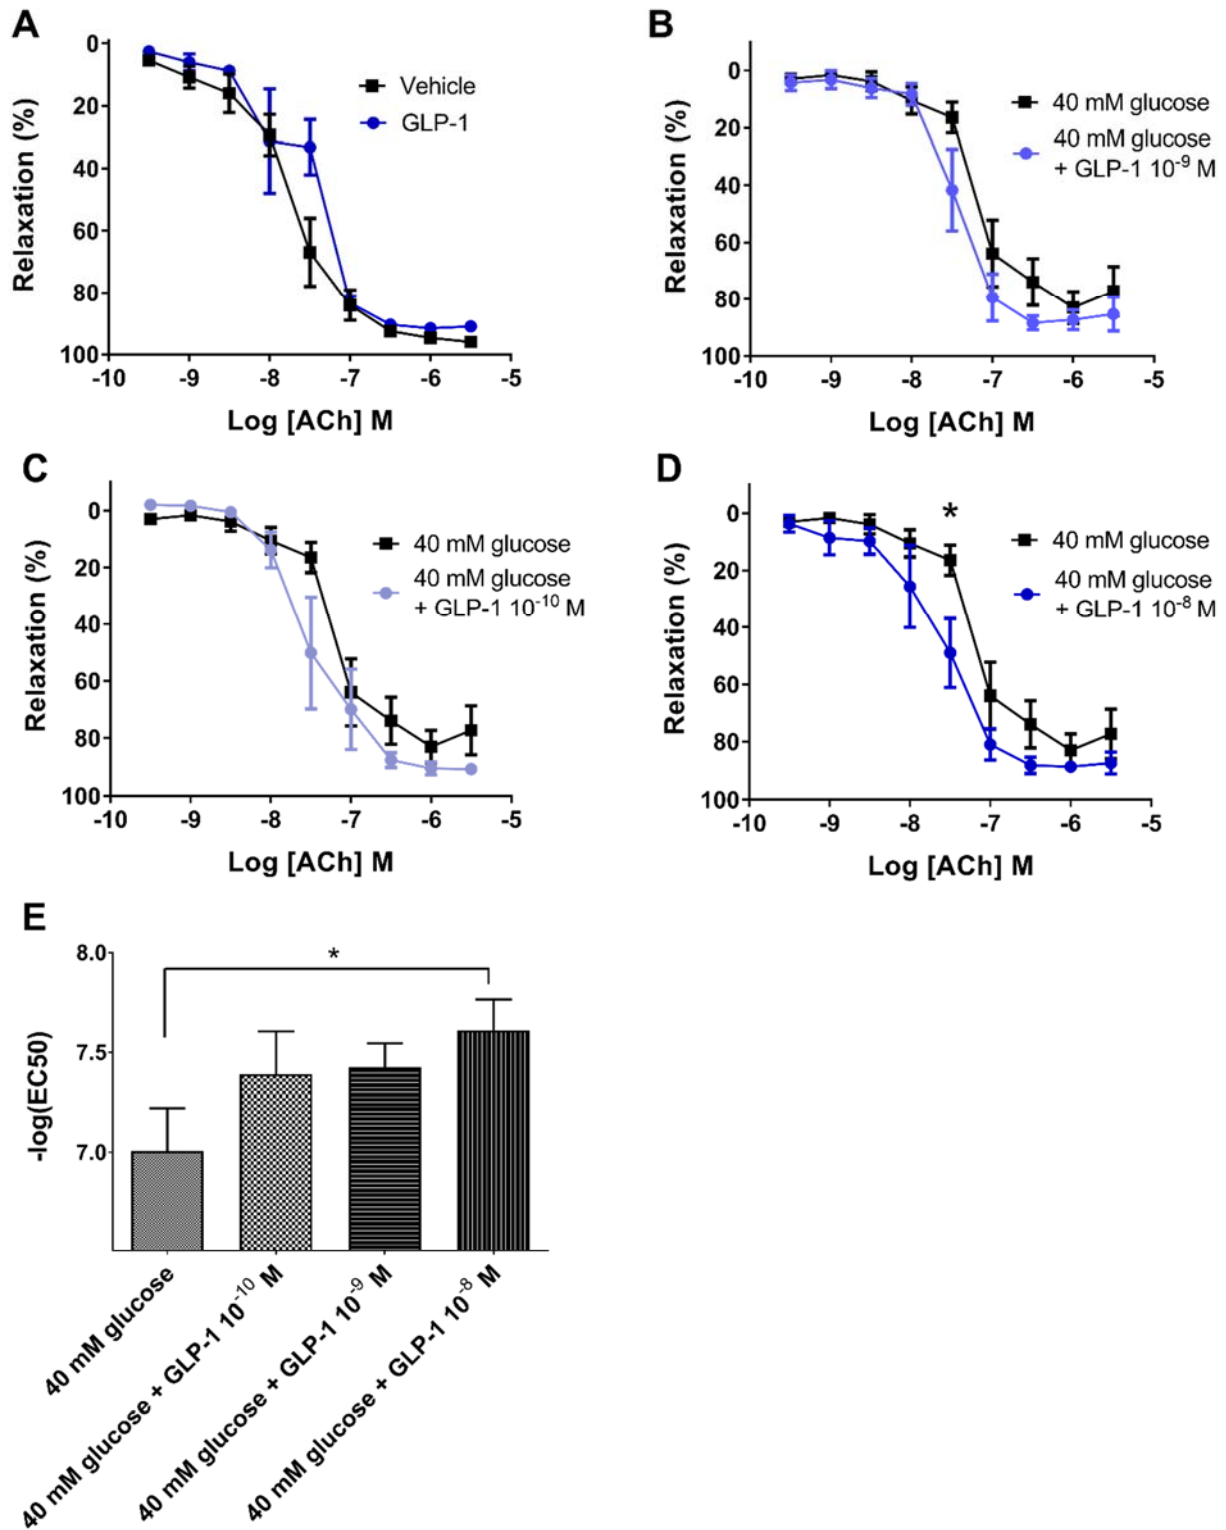 A
0
20
40
60
80
100
-10 -9 -8 -7 -6 -5
Relaxation (%)
Log [ACh] M
Vehicle
GLP-1
B
0
20
40
60
80
100
-10 -9 -8 -7 -6 -5
Relaxation (%)
Log [ACh] M
40 mM glucose
40 mM glucose
+ GLP-1 10⁻⁹ M
C
0
20
40
60
80
100
-10 -9 -8 -7 -6 -5
Relaxation (%)
Log [ACh] M
40 mM glucose
40 mM glucose
+ GLP-1 10⁻¹⁰ M
D
0
20
40
60
80
100
-10 -9 -8 -7 -6 -5
Relaxation (%)
Log [ACh] M
*
40 mM glucose
40 mM glucose
+ GLP-1 10⁻⁸ M
E
8.0
7.5
7.0
-log(EC50)
*
40 mM glucose
40 mM glucose + GLP-1 10⁻¹⁰ M
40 mM glucose + GLP-1 10⁻⁹ M
40 mM glucose + GLP-1 10⁻⁸ M